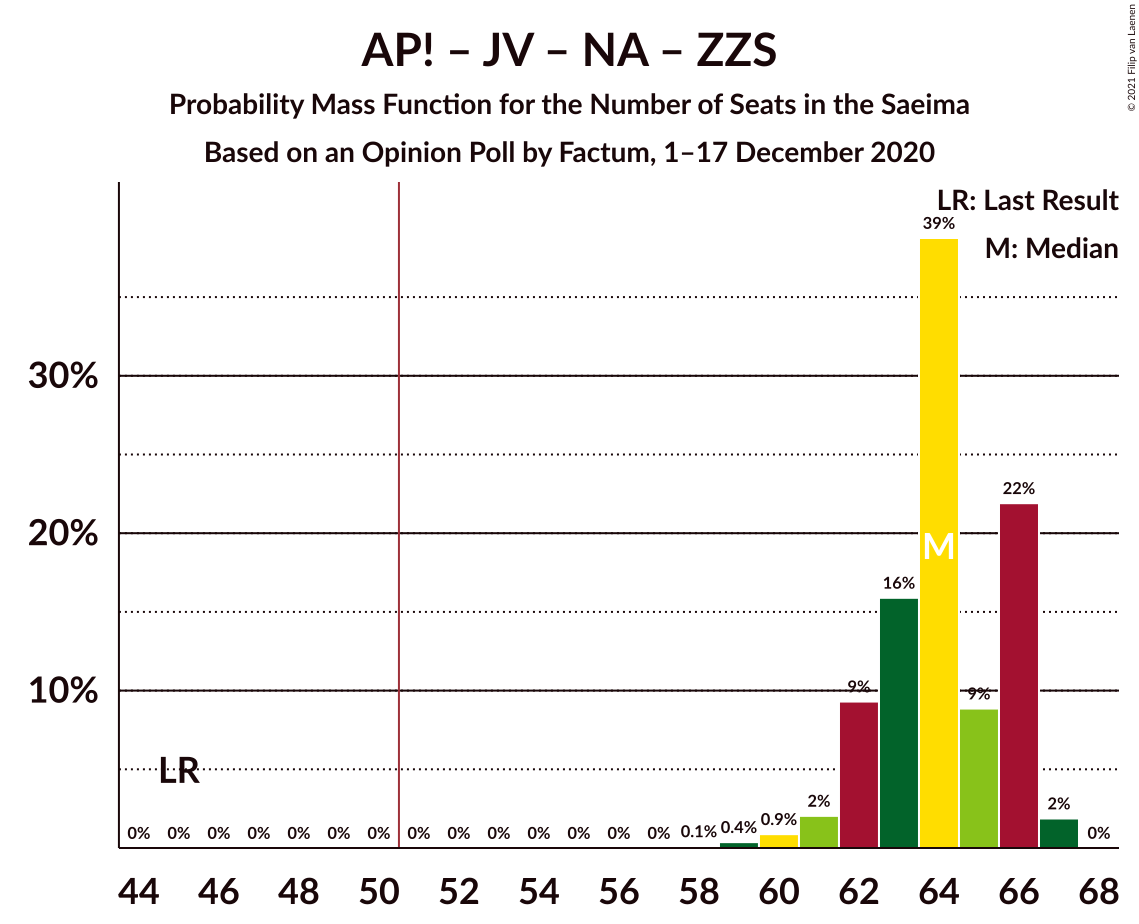 AP! – JV – NA – ZZS
Probability Mass Function for the Number of Seats in the Saeima
Based on an Opinion Poll by Factum, 1–17 December 2020
© 2021 Filip van Laenen
LR: Last Result
M: Median
39%
30%
22%
20%
M
16%
10%
9%
9%
LR
2%
2%
0% 0% 0% 0% 0% 0% 0% 0% 0% 0% 0% 0% 0% 0% 0.1% 0.4% 0.9% 0%
44 46 48 50 52 54 56 58 60 62 64 66 68